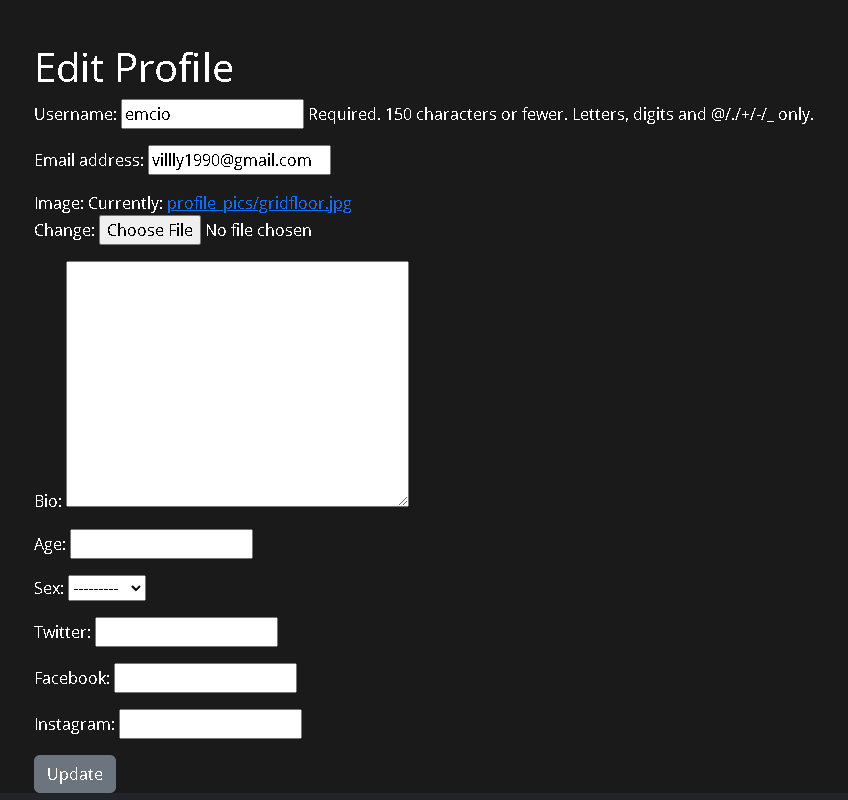 Edit Profile
Username: emcio Required. 150 characters or fewer. Letters, digits and @/./+/-/_ only.
Email address: villly1990@gmail.com
Image: Currently: profile_pics/gridfloor.jpg
Change: Choose File No file chosen
Bio:
Age:
Sex: ---------
Twitter:
Facebook:
Instagram:
Update